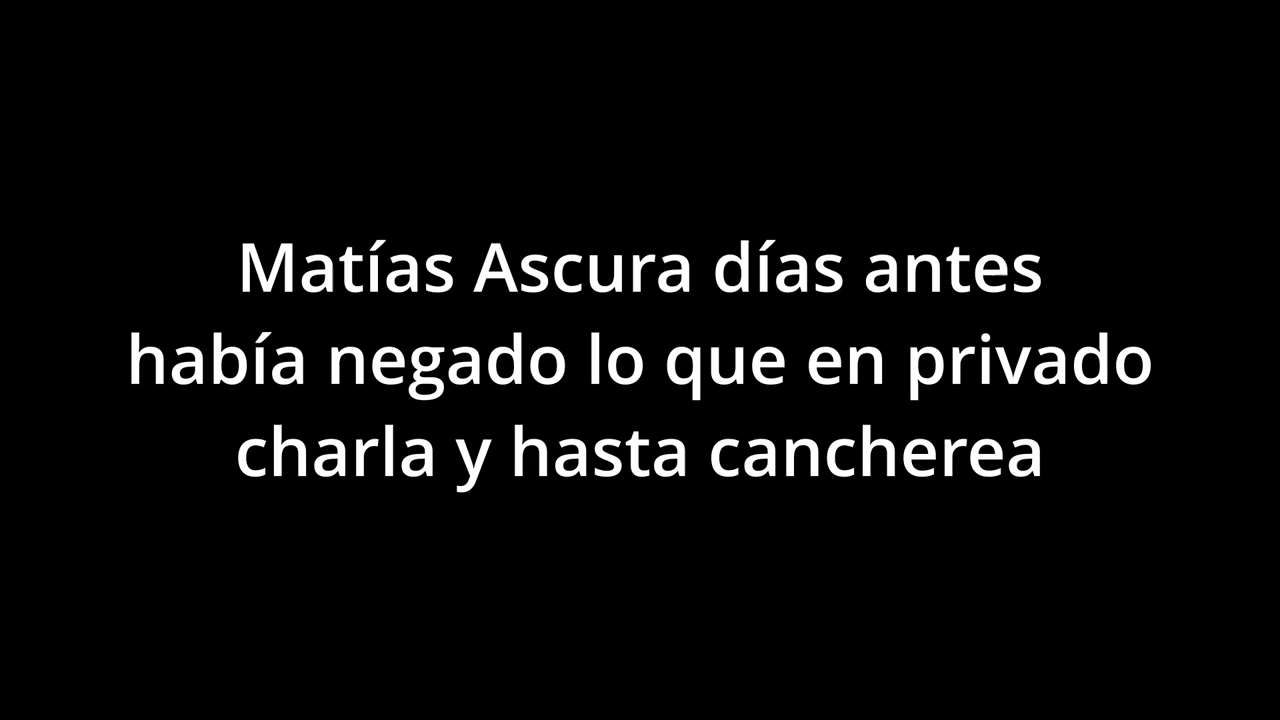 Matías Ascura días antes
había negado lo que en privado
charla y hasta cancherea